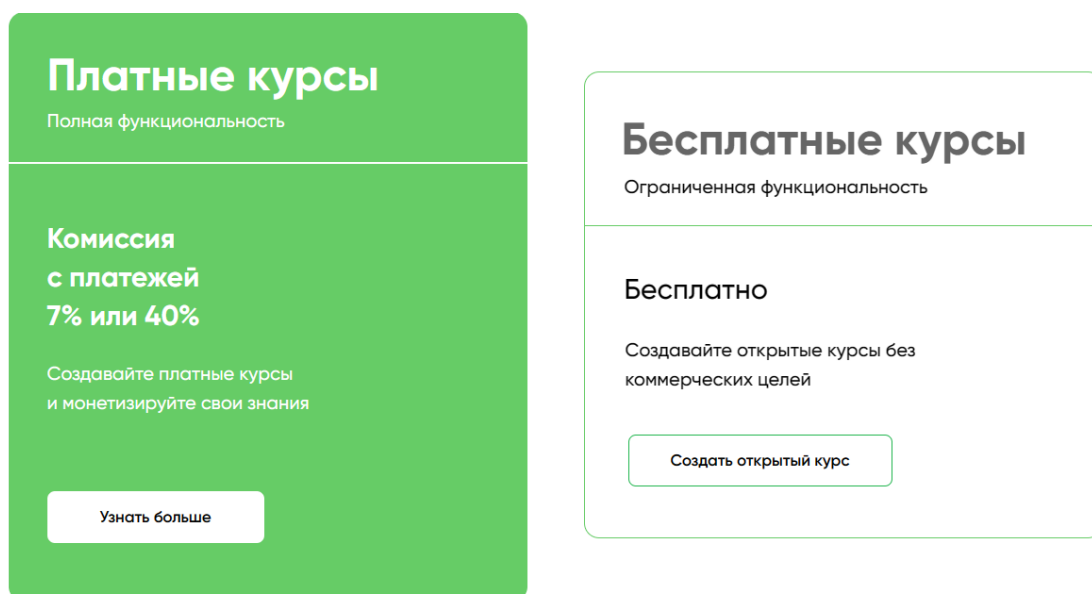 Платные курсы
Полная функциональность
Комиссия
с платежей
7% или 40%
Создавайте платные курсы
и монетизируйте свои знания
Узнать больше
Бесплатные курсы
Ограниченная функциональность
Бесплатно
Создавайте открытые курсы без
коммерческих целей
Создать открытый курс